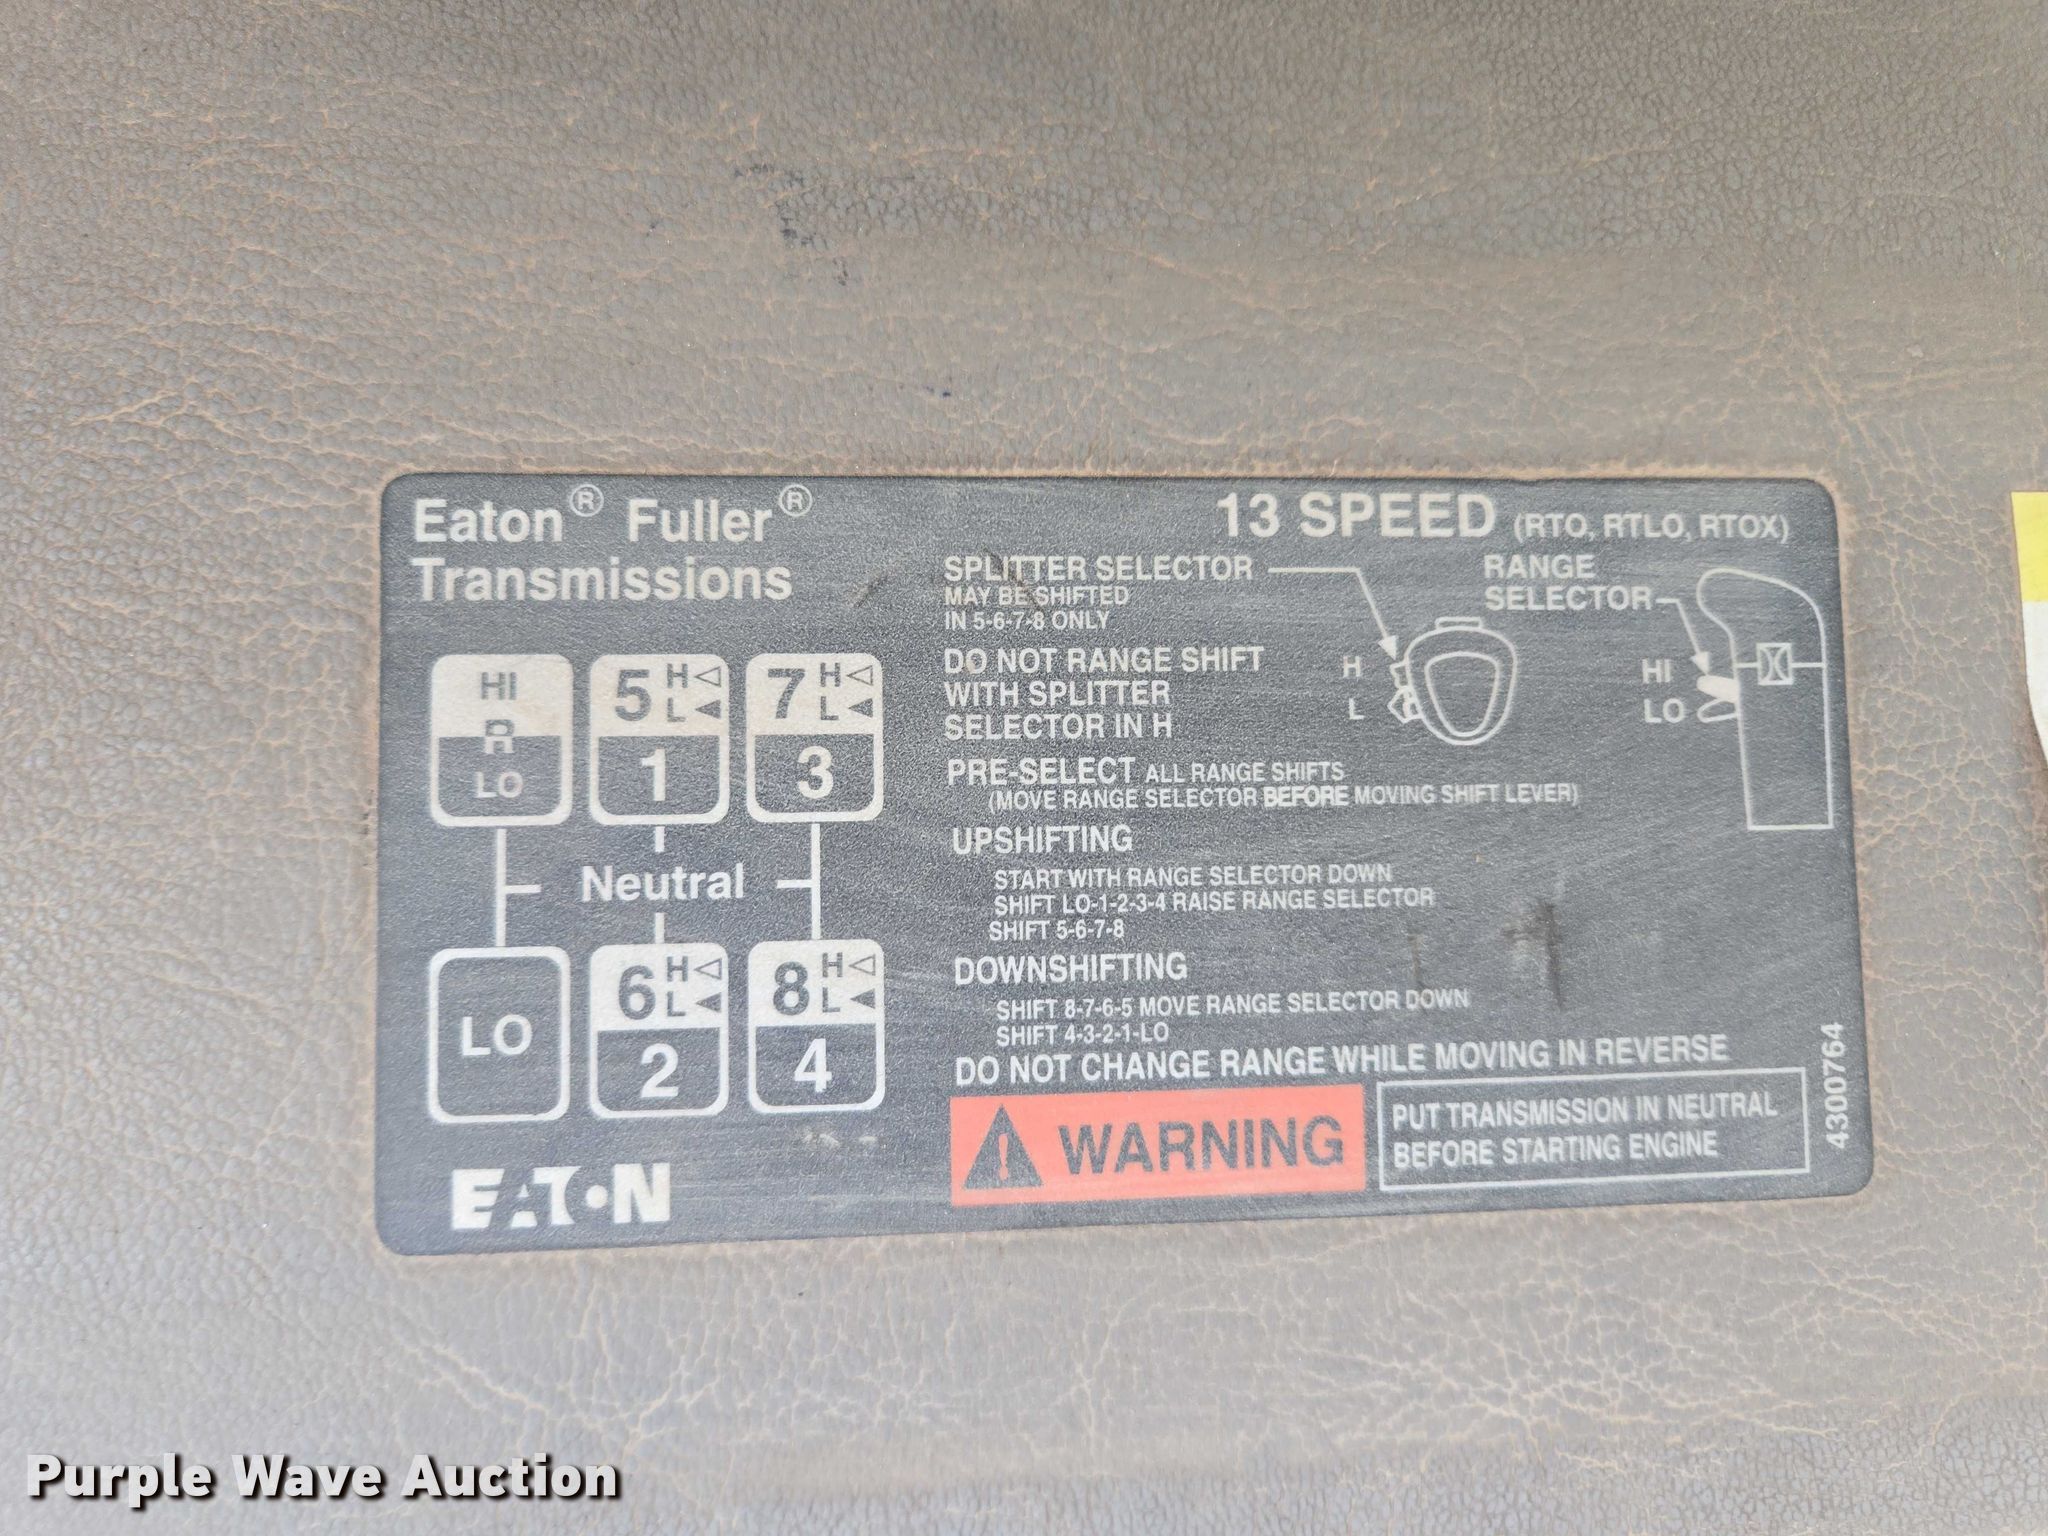 Eaton® Fuller®
Transmissions
13 SPEED (RTO, RTLO, RTOX)
HI
R
LO
5 H
L
1
7 H
L
3
Neutral
LO
6 H
L
2
8 H
L
4
EATON
SPLITTER SELECTOR
MAY BE SHIFTED
IN 5-6-7-8 ONLY
H
L
RANGE
SELECTOR
HI
LO
DO NOT RANGE SHIFT
WITH SPLITTER
SELECTOR IN H
PRE-SELECT ALL RANGE SHIFTS
(MOVE RANGE SELECTOR BEFORE MOVING SHIFT LEVER)
UPSHIFTING
START WITH RANGE SELECTOR DOWN
SHIFT LO-1-2-3-4 RAISE RANGE SELECTOR
SHIFT 5-6-7-8
DOWNSHIFTING
SHIFT 8-7-6-5 MOVE RANGE SELECTOR DOWN
SHIFT 4-3-2-1-LO
DO NOT CHANGE RANGE WHILE MOVING IN REVERSE
WARNING
PUT TRANSMISSION IN NEUTRAL
BEFORE STARTING ENGINE
4300764
Purple Wave Auction